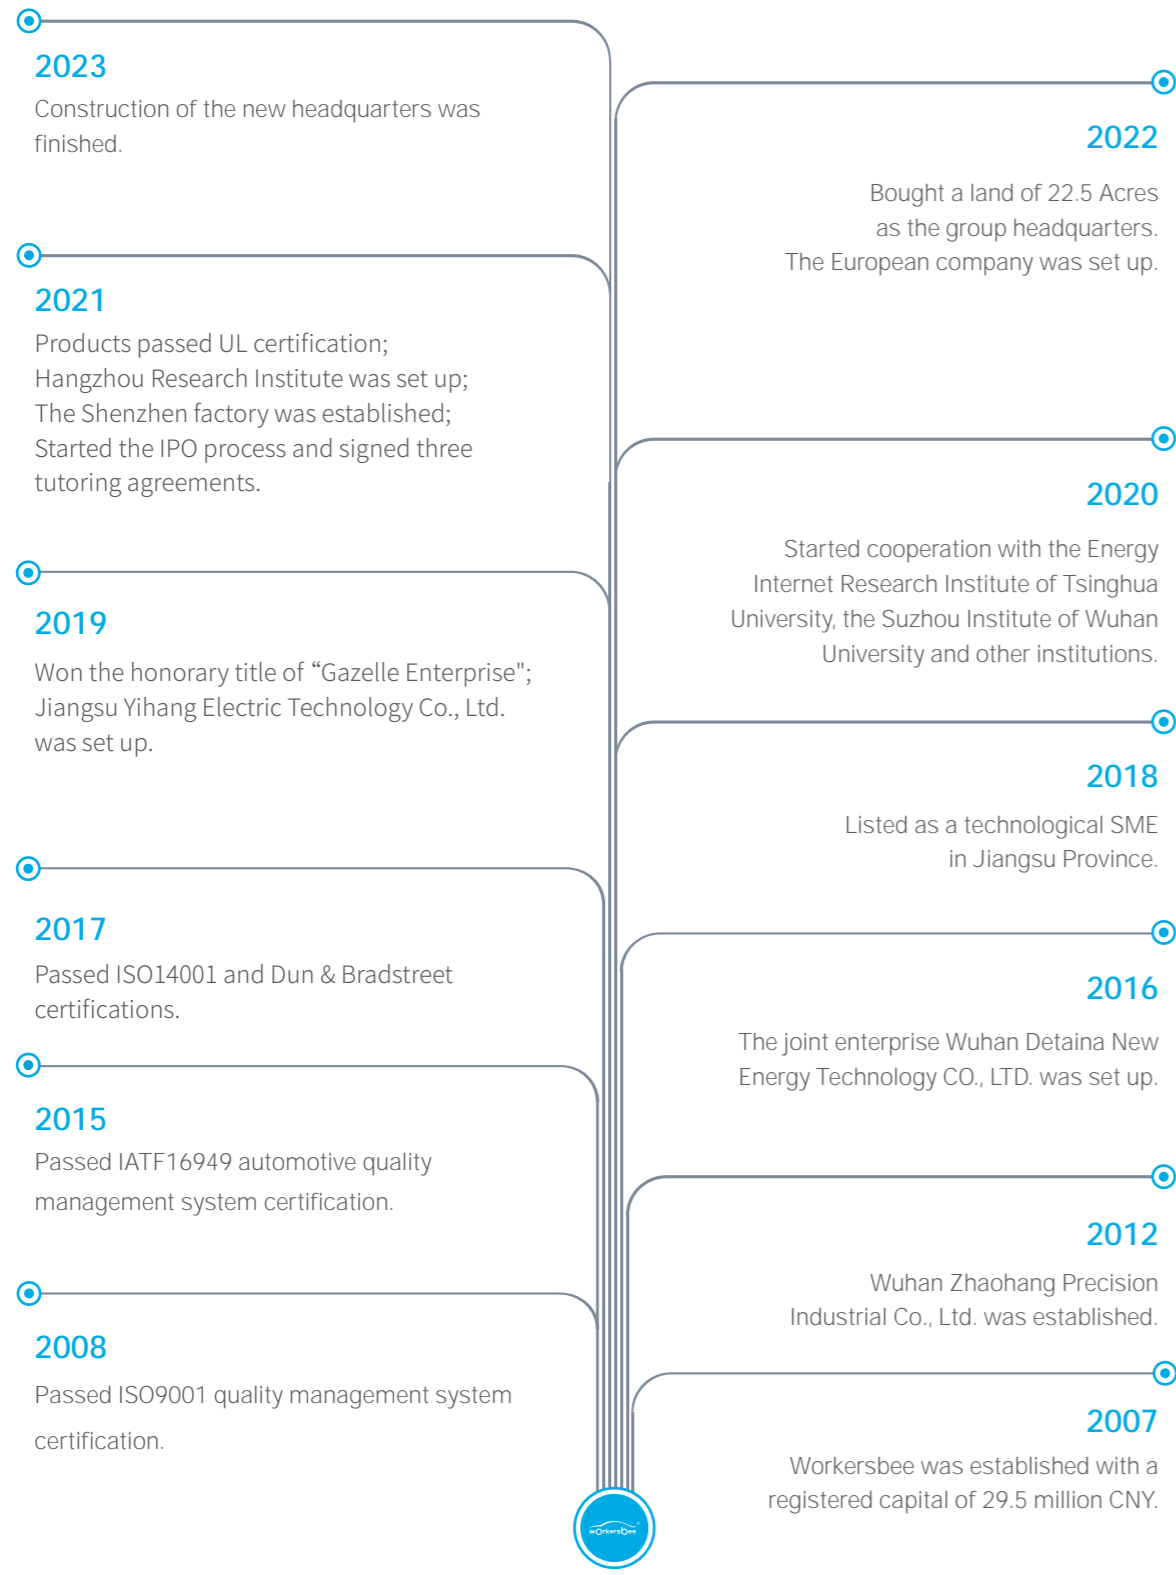 2023
Construction of the new headquarters was
finished.
2022
Bought a land of 22.5 Acres
as the group headquarters.
The European company was set up.
2021
Products passed UL certification;
Hangzhou Research Institute was set up;
The Shenzhen factory was established;
Started the IPO process and signed three
tutoring agreements.
2020
Started cooperation with the Energy
Internet Research Institute of Tsinghua
University, the Suzhou Institute of Wuhan
University and other institutions.
2019
Won the honorary title of “Gazelle Enterprise";
Jiangsu Yihang Electric Technology Co., Ltd.
was set up.
2018
Listed as a technological SME
in Jiangsu Province.
2017
Passed ISO14001 and Dun & Bradstreet
certifications.
2016
The joint enterprise Wuhan Detaina New
Energy Technology CO., LTD. was set up.
2015
Passed IATF16949 automotive quality
management system certification.
2012
Wuhan Zhaohang Precision
Industrial Co., Ltd. was established.
2008
Passed ISO9001 quality management system
certification.
2007
Workersbee was established with a
registered capital of 29.5 million CNY.
workersbee